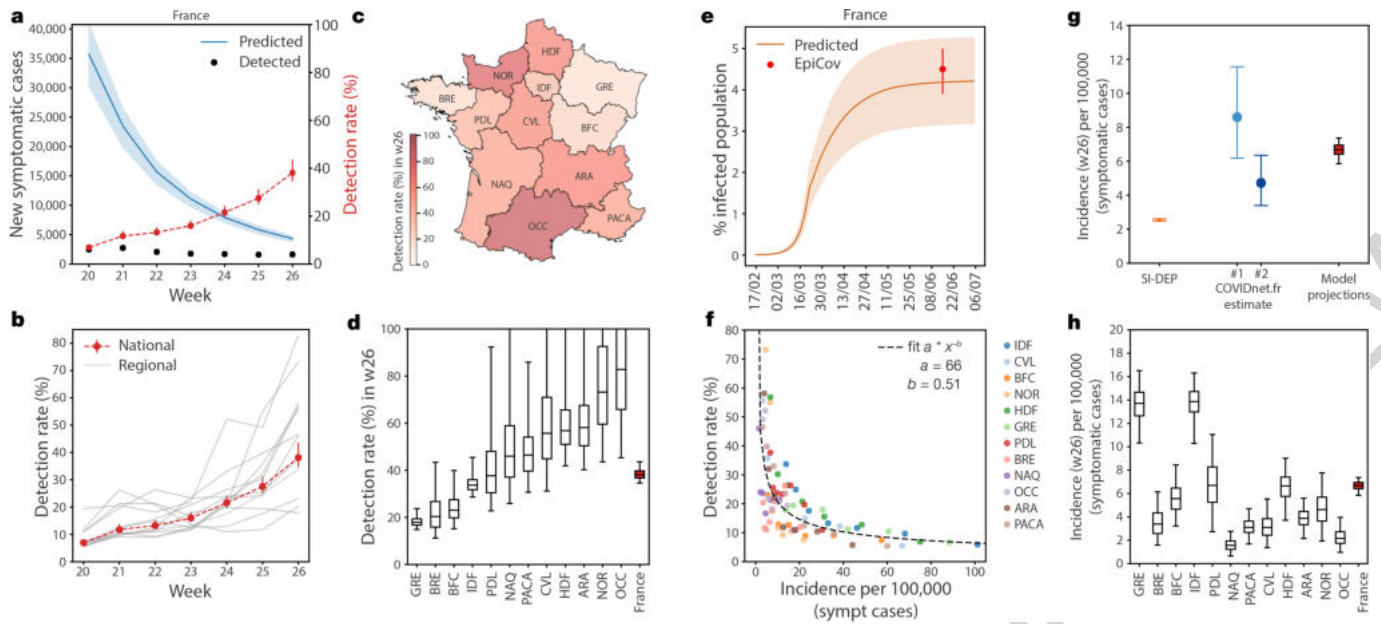 a
France
New symptomatic cases
40,000
35,000
30,000
25,000
20,000
15,000
10,000
5,000
0
Predicted
Detected
100
80
60
40
20
0
Detection rate (%)
20 21 22 23 24 25 26
Week
b
Detection rate (%)
80
70
60
50
40
30
20
10
0
National
Regional
20 21 22 23 24 25 26
Week
c
HDF
NOR
IDF
GRE
BRE
PDL
CVL
BFC
NAQ
ARA
OCC
PACA
Detection rate (%) in w26
100
80
60
40
20
0
d
Detection rate (%) in w26
100
80
60
40
20
0
GRE
BRE
BFC
IDF
PDL
NAQ
PACA
CVL
HDF
ARA
NOR
OCC
France
e
France
% infected population
5
4
3
2
1
0
Predicted
EpiCov
17/02
02/03
16/03
30/03
13/04
27/04
11/05
25/05
08/06
22/06
06/07
f
Detection rate (%)
80
70
60
50
40
30
20
10
0
fit a * x⁻ᵇ
a = 66
b = 0.51
0 20 40 60 80 100
Incidence per 100,000
(sympt cases)
IDF
CVL
BFC
NOR
HDF
GRE
PDL
BRE
NAQ
OCC
ARA
PACA
g
Incidence (w26) per 100,000
(symptomatic cases)
14
12
10
8
6
4
2
0
SI-DEP
#1 #2
COVIDnet.fr
estimate
Model
projections
h
Incidence (w26) per 100,000
(symptomatic cases)
20
18
16
14
12
10
8
6
4
2
0
GRE
BRE
BFC
IDF
PDL
NAQ
PACA
CVL
HDF
ARA
NOR
OCC
France